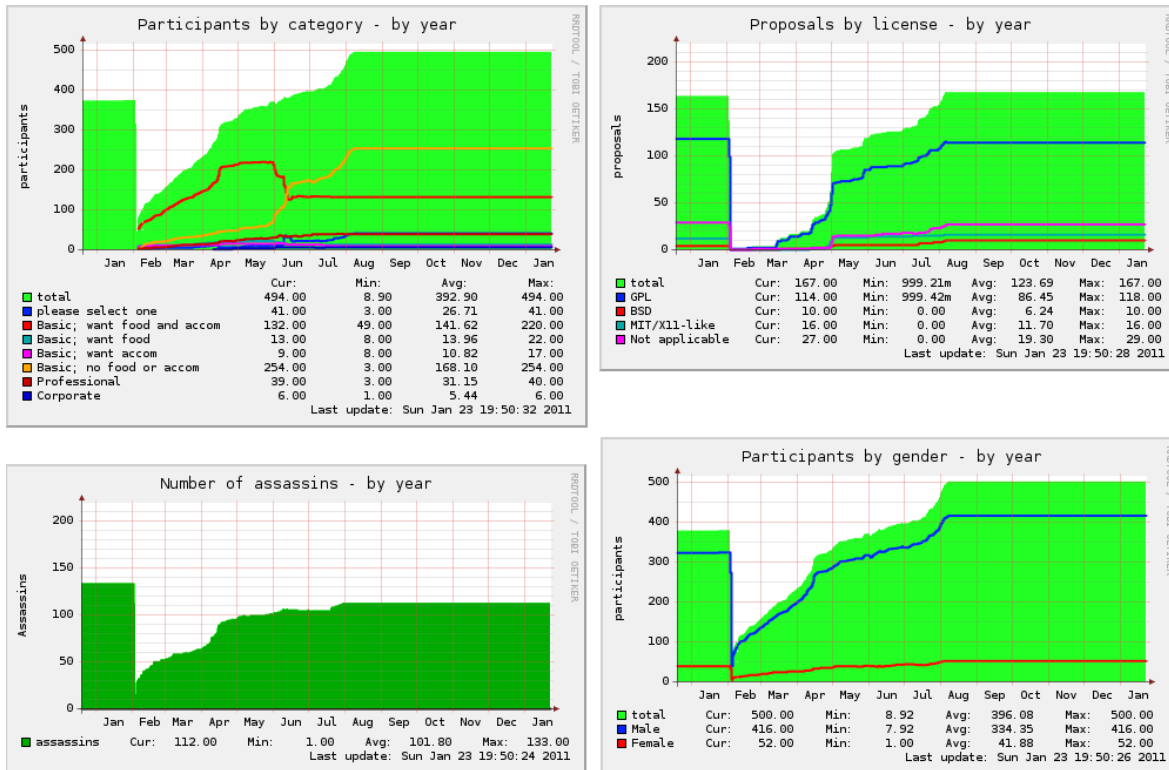 Participants by category - by year
RRDTOOL / TOBI OETIKER
participants
500
400
300
200
100
0
Jan Feb Mar Apr May Jun Jul Aug Sep Oct Nov Dec Jan
Cur: Min: Avg: Max:
total 494.00 8.90 392.90 494.00
please select one 41.00 3.00 26.71 41.00
Basic; want food and accom 132.00 49.00 141.62 220.00
Basic; want food 13.00 8.00 13.96 22.00
Basic; want accom 9.00 8.00 10.82 17.00
Basic; no food or accom 254.00 3.00 168.10 254.00
Professional 39.00 3.00 31.15 40.00
Corporate 6.00 1.00 5.44 6.00
Last update: Sun Jan 23 19:50:32 2011
Proposals by license - by year
proposals
200
150
100
50
0
Jan Feb Mar Apr May Jun Jul Aug Sep Oct Nov Dec Jan
total Cur: 167.00 Min: 999.21m Avg: 123.69 Max: 167.00
GPL Cur: 114.00 Min: 999.42m Avg: 86.45 Max: 118.00
BSD Cur: 10.00 Min: 0.00 Avg: 6.24 Max: 10.00
MIT/X11-like Cur: 16.00 Min: 0.00 Avg: 11.70 Max: 16.00
Not applicable Cur: 27.00 Min: 0.00 Avg: 19.30 Max: 29.00
Last update: Sun Jan 23 19:50:28 2011
Number of assassins - by year
RRDTOOL / TOBI OETIKER
Assassins
200
150
100
50
0
Jan Feb Mar Apr May Jun Jul Aug Sep Oct Nov Dec Jan
assassins Cur: 112.00 Min: 1.00 Avg: 101.80 Max: 133.00
Last update: Sun Jan 23 19:50:24 2011
Participants by gender - by year
participants
500
400
300
200
100
0
Jan Feb Mar Apr May Jun Jul Aug Sep Oct Nov Dec Jan
total Cur: 500.00 Min: 8.92 Avg: 396.08 Max: 500.00
Male Cur: 416.00 Min: 7.92 Avg: 334.35 Max: 416.00
Female Cur: 52.00 Min: 1.00 Avg: 41.88 Max: 52.00
Last update: Sun Jan 23 19:50:26 2011